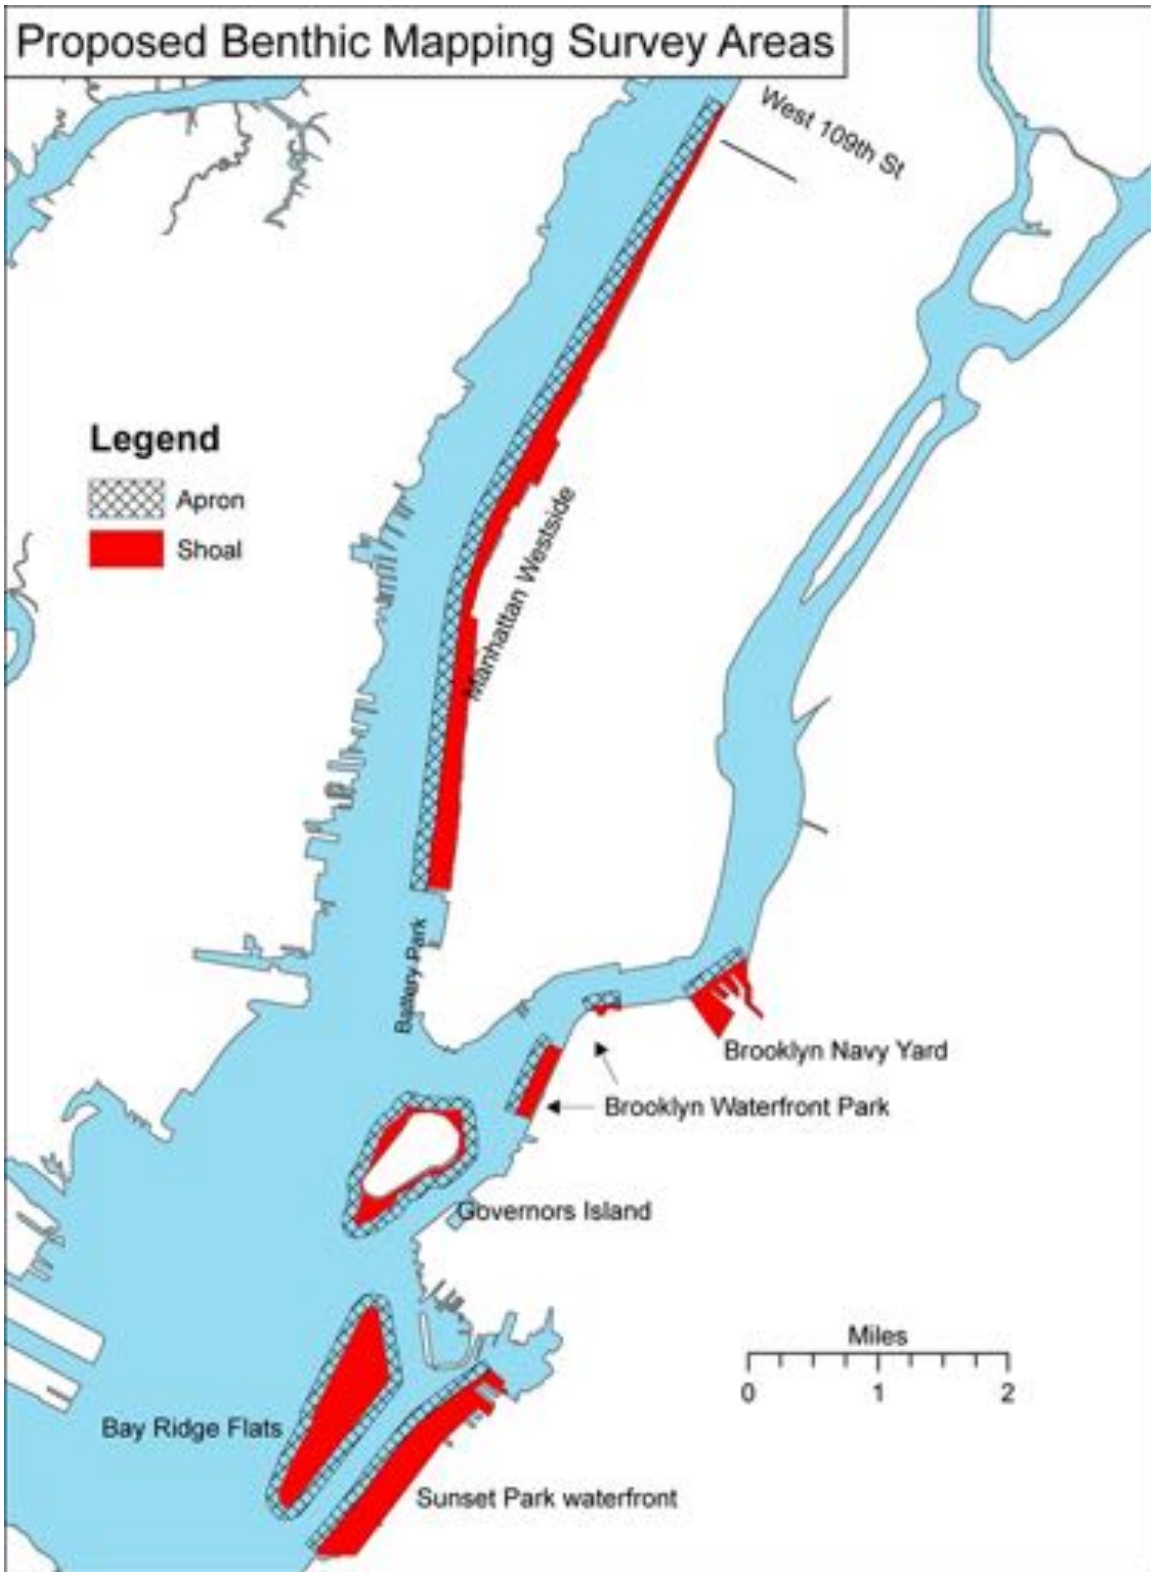 Proposed Benthic Mapping Survey Areas
West 109th St
Legend
Apron
Shoal
Manhattan Westside
Battery Park
Brooklyn Navy Yard
Brooklyn Waterfront Park
Governors Island
Miles
0 1 2
Bay Ridge Flats
Sunset Park waterfront